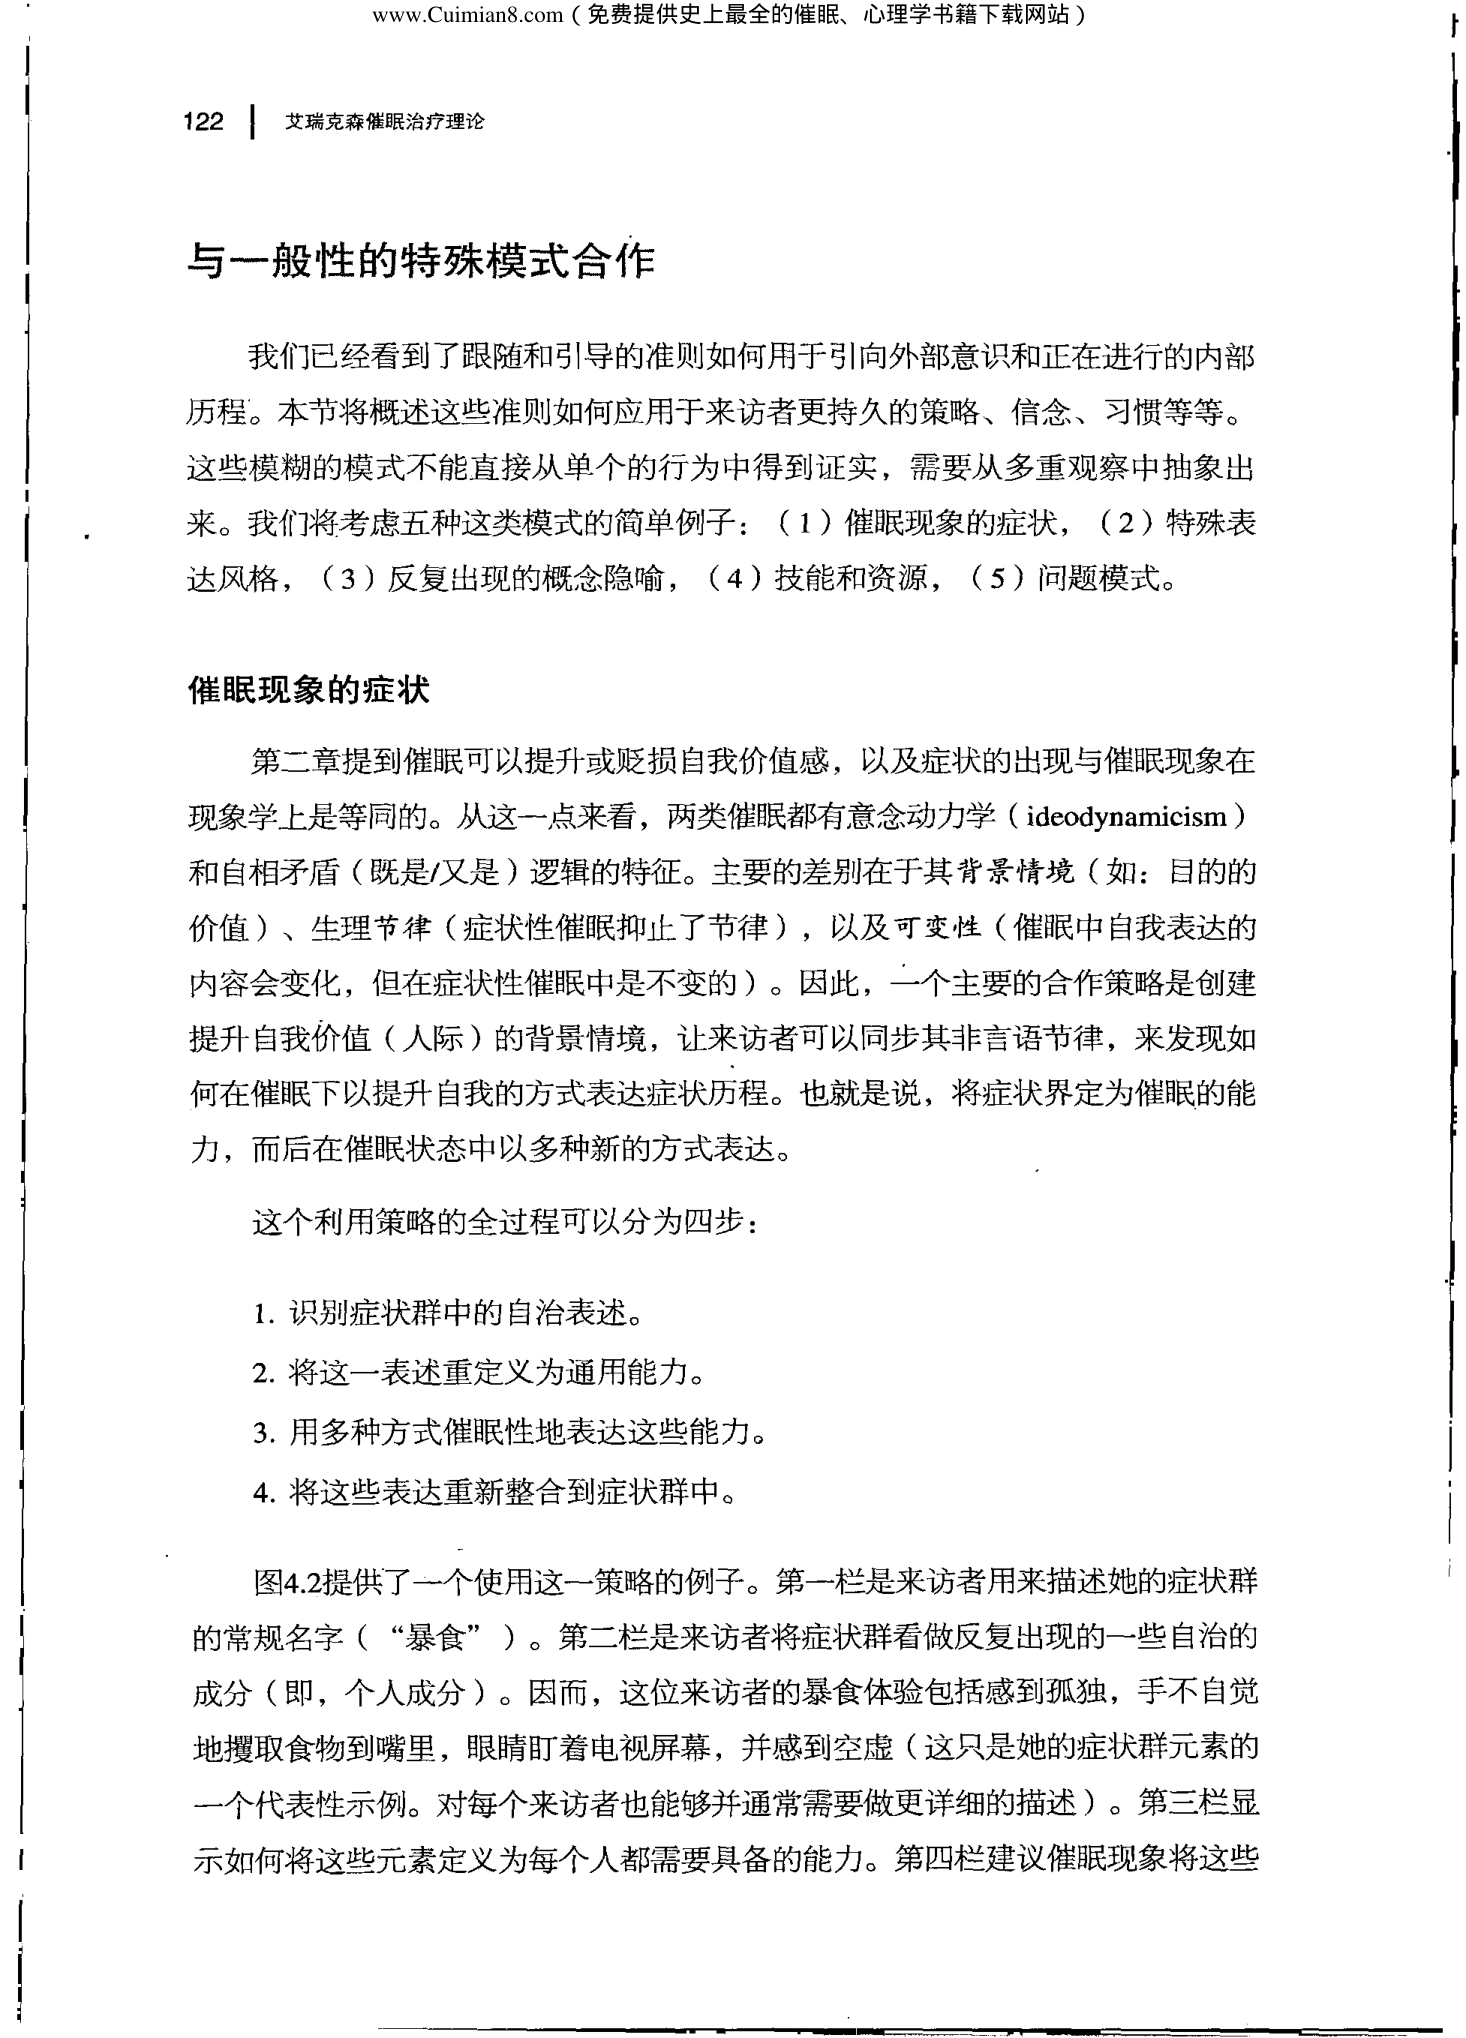 www.Cuimian8.com（免费提供史上最全的催眠、心理学书籍下载网站）
122 艾瑞克森催眠治疗理论
与一般性的特殊模式合作
我们已经看到了跟随和引导的准则如何用于引向外部意识和正在进行的内部
历程。本节将概述这些准则如何应用于来访者更持久的策略、信念、习惯等等。
这些模糊的模式不能直接从单个的行为中得到证实，需要从多重观察中抽象出
来。我们将考虑五种这类模式的简单例子：（1）催眠现象的症状，（2）特殊表
达风格，（3）反复出现的概念隐喻，（4）技能和资源，（5）问题模式。
催眠现象的症状
第二章提到催眠可以提升或贬损自我价值感，以及症状的出现与催眠现象在
现象学上是等同的。从这一点来看，两类催眠都有意念动力学（ideodynamicism）
和自相矛盾（既是/又是）逻辑的特征。主要的差别在于其背景情境（如：目的的
价值）、生理节律（症状性催眠抑止了节律），以及可变性（催眠中自我表达的
内容会变化，但在症状性催眠中是不变的）。因此，一个主要的合作策略是创建
提升自我价值（人际）的背景情境，让来访者可以同步其非言语节律，来发现如
何在催眠下以提升自我的方式表达症状历程。也就是说，将症状界定为催眠的能
力，而后在催眠状态中以多种新的方式表达。
这个利用策略的全过程可以分为四步：
1. 识别症状群中的自治表述。
2. 将这一表述重定义为通用能力。
3. 用多种方式催眠性地表达这些能力。
4. 将这些表达重新整合到症状群中。
图4.2提供了一个使用这一策略的例子。第一栏是来访者用来描述她的症状群
的常规名字（“暴食”）。第二栏是来访者将症状群看做反复出现的一些自治的
成分（即，个人成分）。因而，这位来访者的暴食体验包括感到孤独，手不自觉
地攫取食物到嘴里，眼睛盯着电视屏幕，并感到空虚（这只是她的症状群元素的
一个代表性示例。对每个来访者也能够并通常需要做更详细的描述）。第三栏显
示如何将这些元素定义为每个人都需要具备的能力。第四栏建议催眠现象将这些